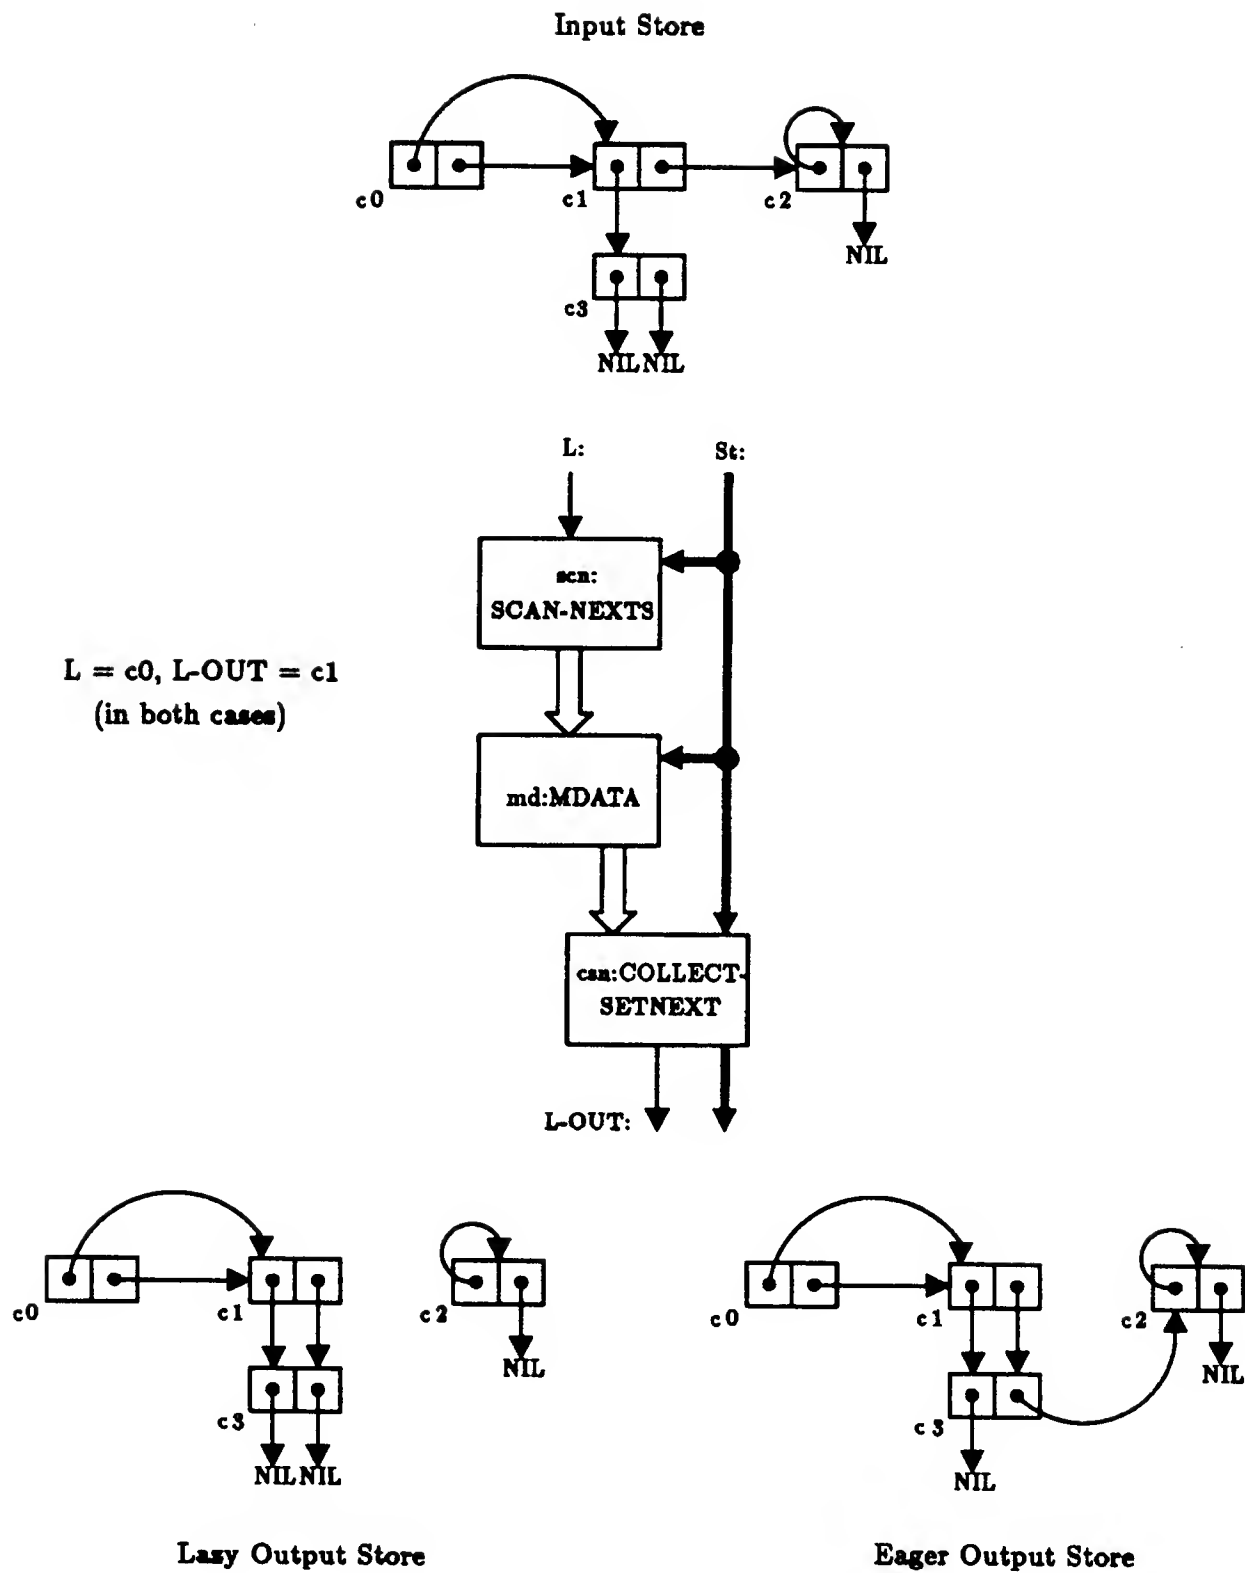 Input Store
c0
c1
c2
NIL
c3
NIL NIL
L:
St:
scn:
SCAN-NEXTS
L = c0, L-OUT = c1
(in both cases)
md:MDATA
csn:COLLECT-
SETNEXT
L-OUT:
c0
c1
c2
NIL
c3
NIL NIL
c0
c1
c2
NIL
c3
NIL
Lazy Output Store
Eager Output Store